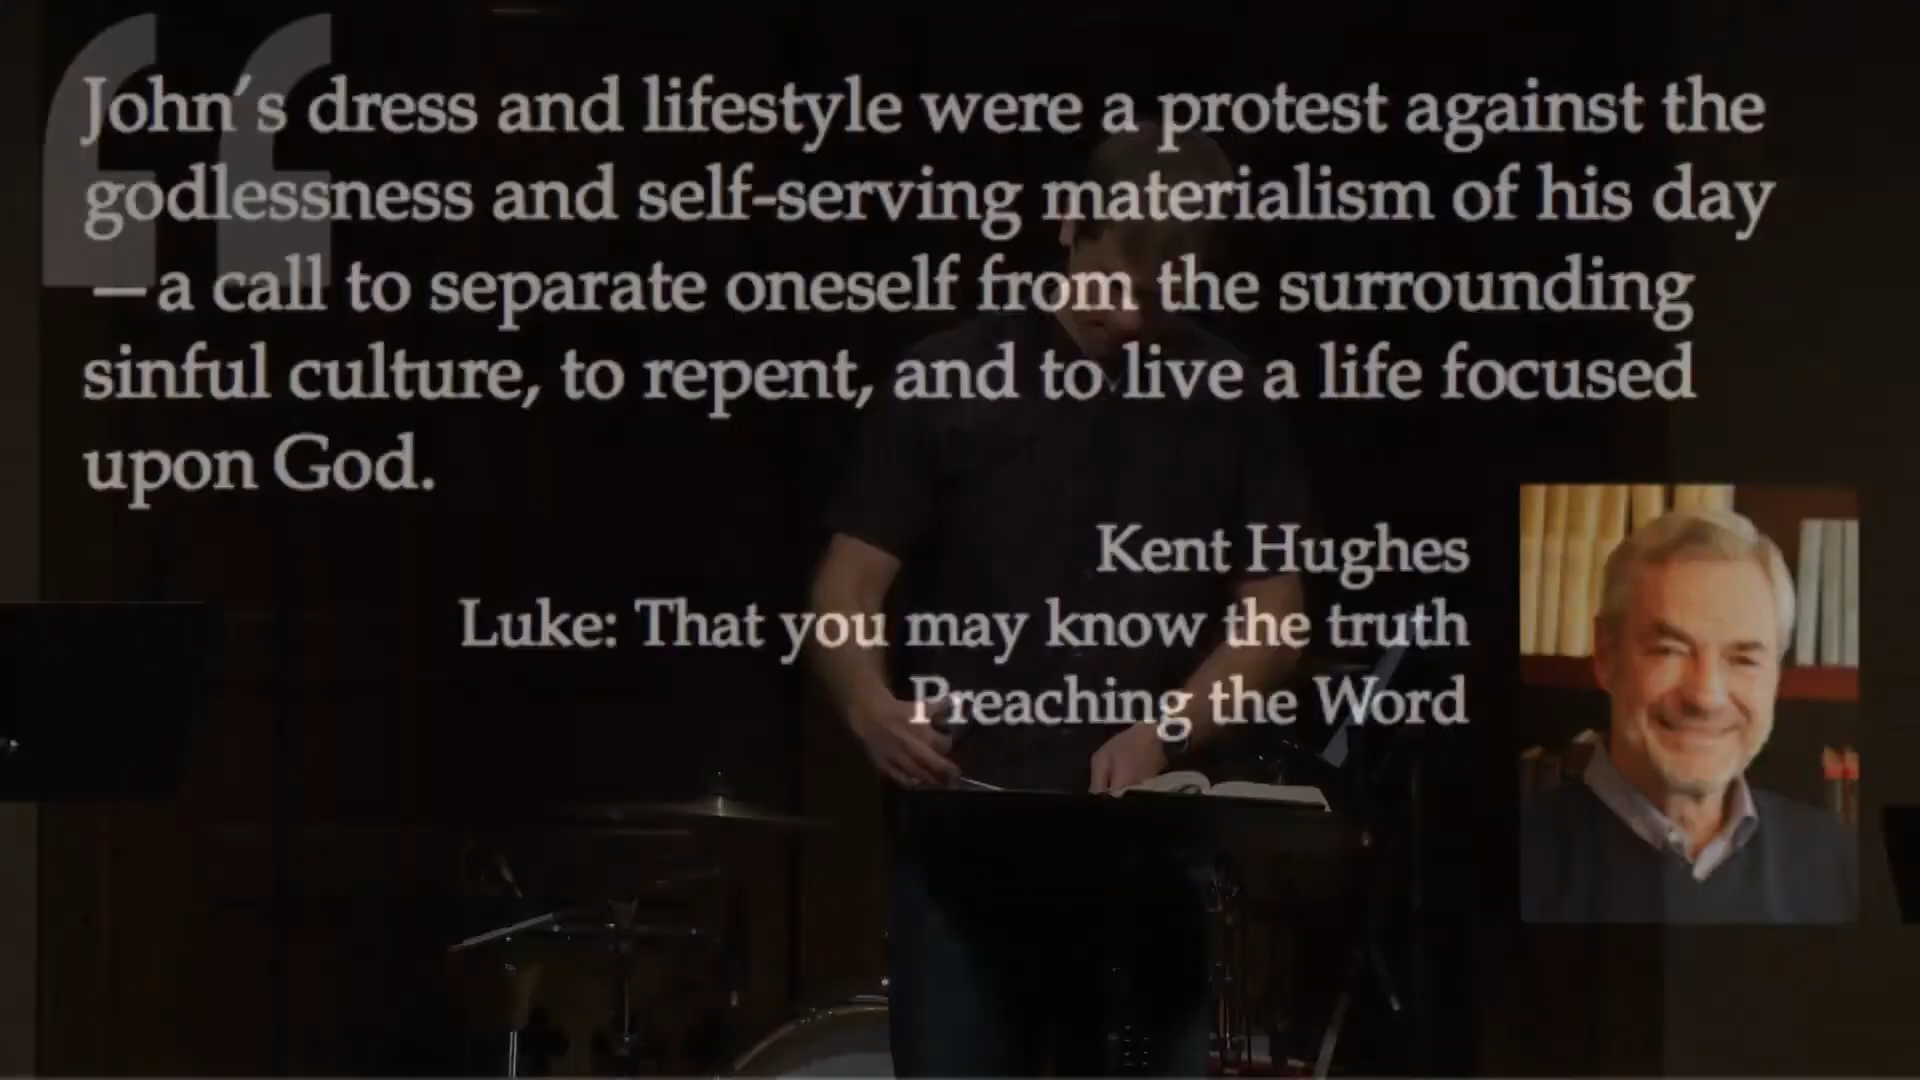 John's dress and lifestyle were a protest against the
godlessness and self-serving materialism of his day
—a call to separate oneself from the surrounding
sinful culture, to repent, and to live a life focused
upon God.
Kent Hughes
Luke: That you may know the truth
Preaching the Word